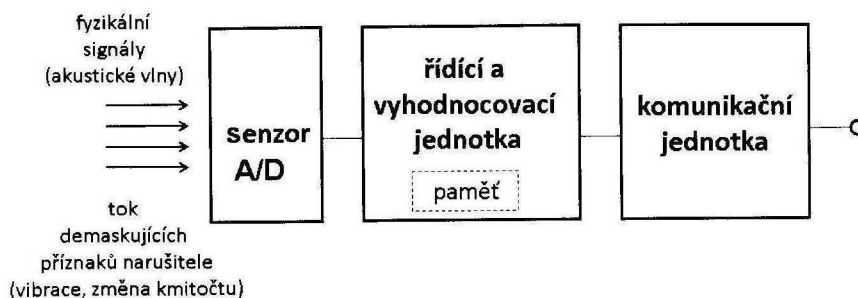 fyzikální
signály
(akustické vlny)
tok
demaskujících
příznaků narušitele
(vibrace, změna kmitočtu)
senzor
A/D
řídící a
vyhodnocovací
jednotka
paměť
komunikační
jednotka